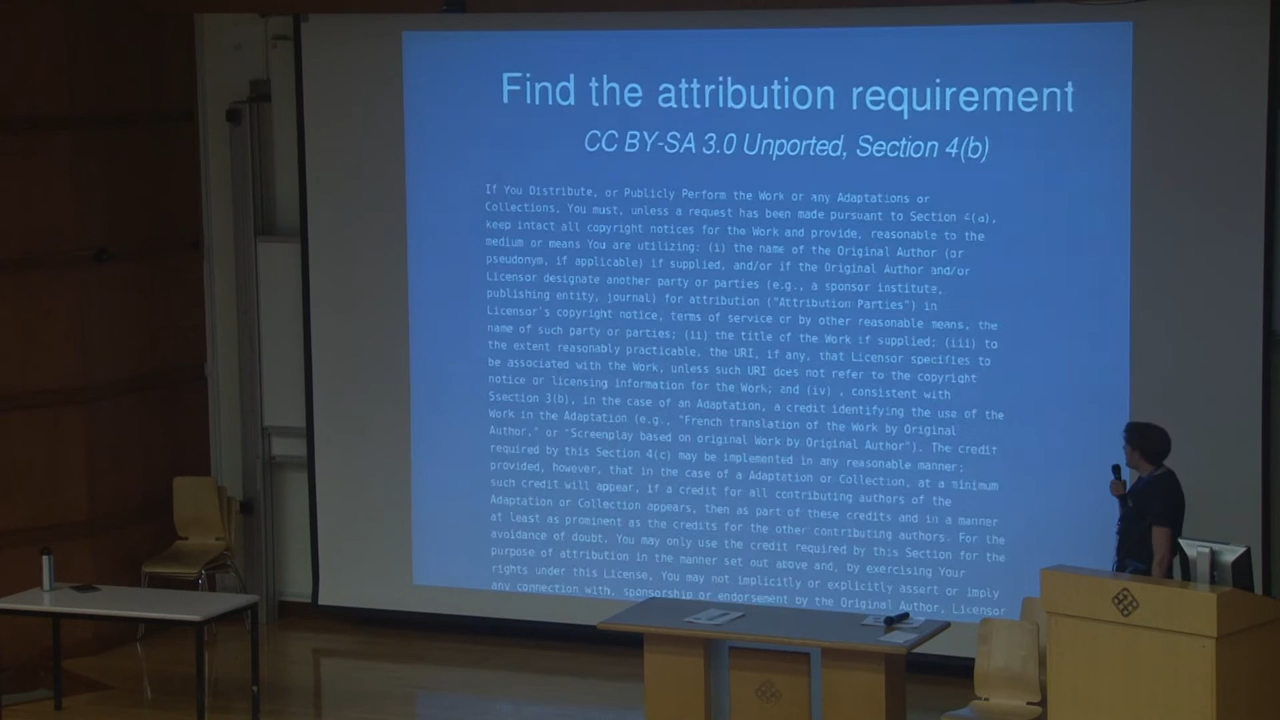 Find the attribution requirement
CC BY-SA 3.0 Unported, Section 4(b)
If You Distribute, or Publicly Perform the Work or any Adaptations or
Collections, You must, unless a request has been made pursuant to Section 4(a),
keep intact all copyright notices for the Work and provide, reasonable to the
medium or means You are utilizing: (i) the name of the Original Author (or
pseudonym, if applicable) if supplied, and/or if the Original Author and/or
Licensor designate another party or parties (e.g., a sponsor institute,
publishing entity, journal) for attribution ("Attribution Parties") in
Licensor's copyright notice, terms of service or by other reasonable means, the
name of such party or parties; (ii) the title of the Work if supplied; (iii) to
the extent reasonably practicable, the URI, if any, that Licensor specifies to
be associated with the Work, unless such URI does not refer to the copyright
notice or licensing information for the Work; and (iv) , consistent with
Ssection 3(b), in the case of an Adaptation, a credit identifying the use of the
Work in the Adaptation (e.g., "French translation of the Work by Original
Author," or "Screenplay based on original Work by Original Author"). The credit
required by this Section 4(c) may be implemented in any reasonable manner;
provided, however, that in the case of a Adaptation or Collection, at a minimum
such credit will appear, if a credit for all contributing authors of the
Adaptation or Collection appears, then as part of these credits and in a manner
at least as prominent as the credits for the other contributing authors. For the
avoidance of doubt, You may only use the credit required by this Section for the
purpose of attribution in the manner set out above and, by exercising Your
rights under this License, You may not implicitly or explicitly assert or imply
any connection with, sponsorship or endorsement by the Original Author, Licensor